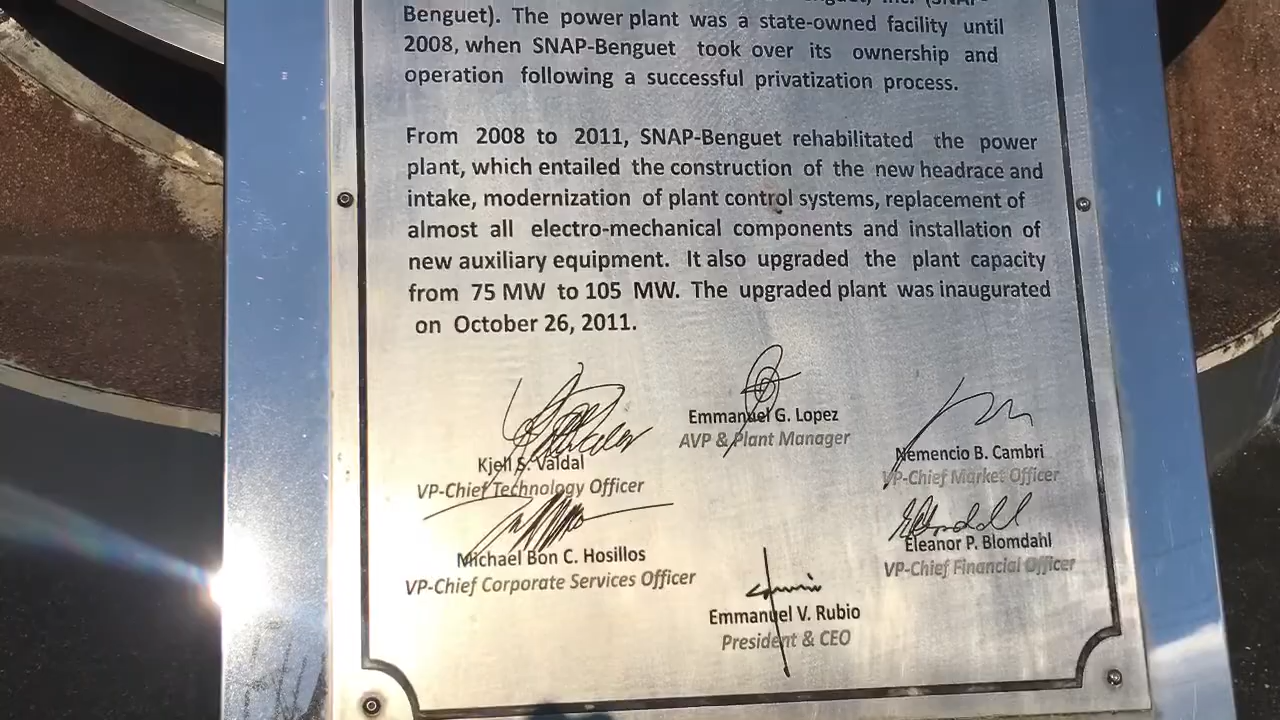 Benguet). The power plant was a state-owned facility until
2008, when SNAP-Benguet took over its ownership and
operation following a successful privatization process.
From 2008 to 2011, SNAP-Benguet rehabilitated the power
plant, which entailed the construction of the new headrace and
intake, modernization of plant control systems, replacement of
almost all electro-mechanical components and installation of
new auxiliary equipment. It also upgraded the plant capacity
from 75 MW to 105 MW. The upgraded plant was inaugurated
on October 26, 2011.
Emmanuel G. Lopez
AVP & Plant Manager
Kjell S. Valdal
VP-Chief Technology Officer
Nemencio B. Cambri
VP-Chief Market Officer
Michael Bon C. Hosillos
VP-Chief Corporate Services Officer
Eleanor P. Blomdahl
VP-Chief Financial Officer
Emmanuel V. Rubio
President & CEO